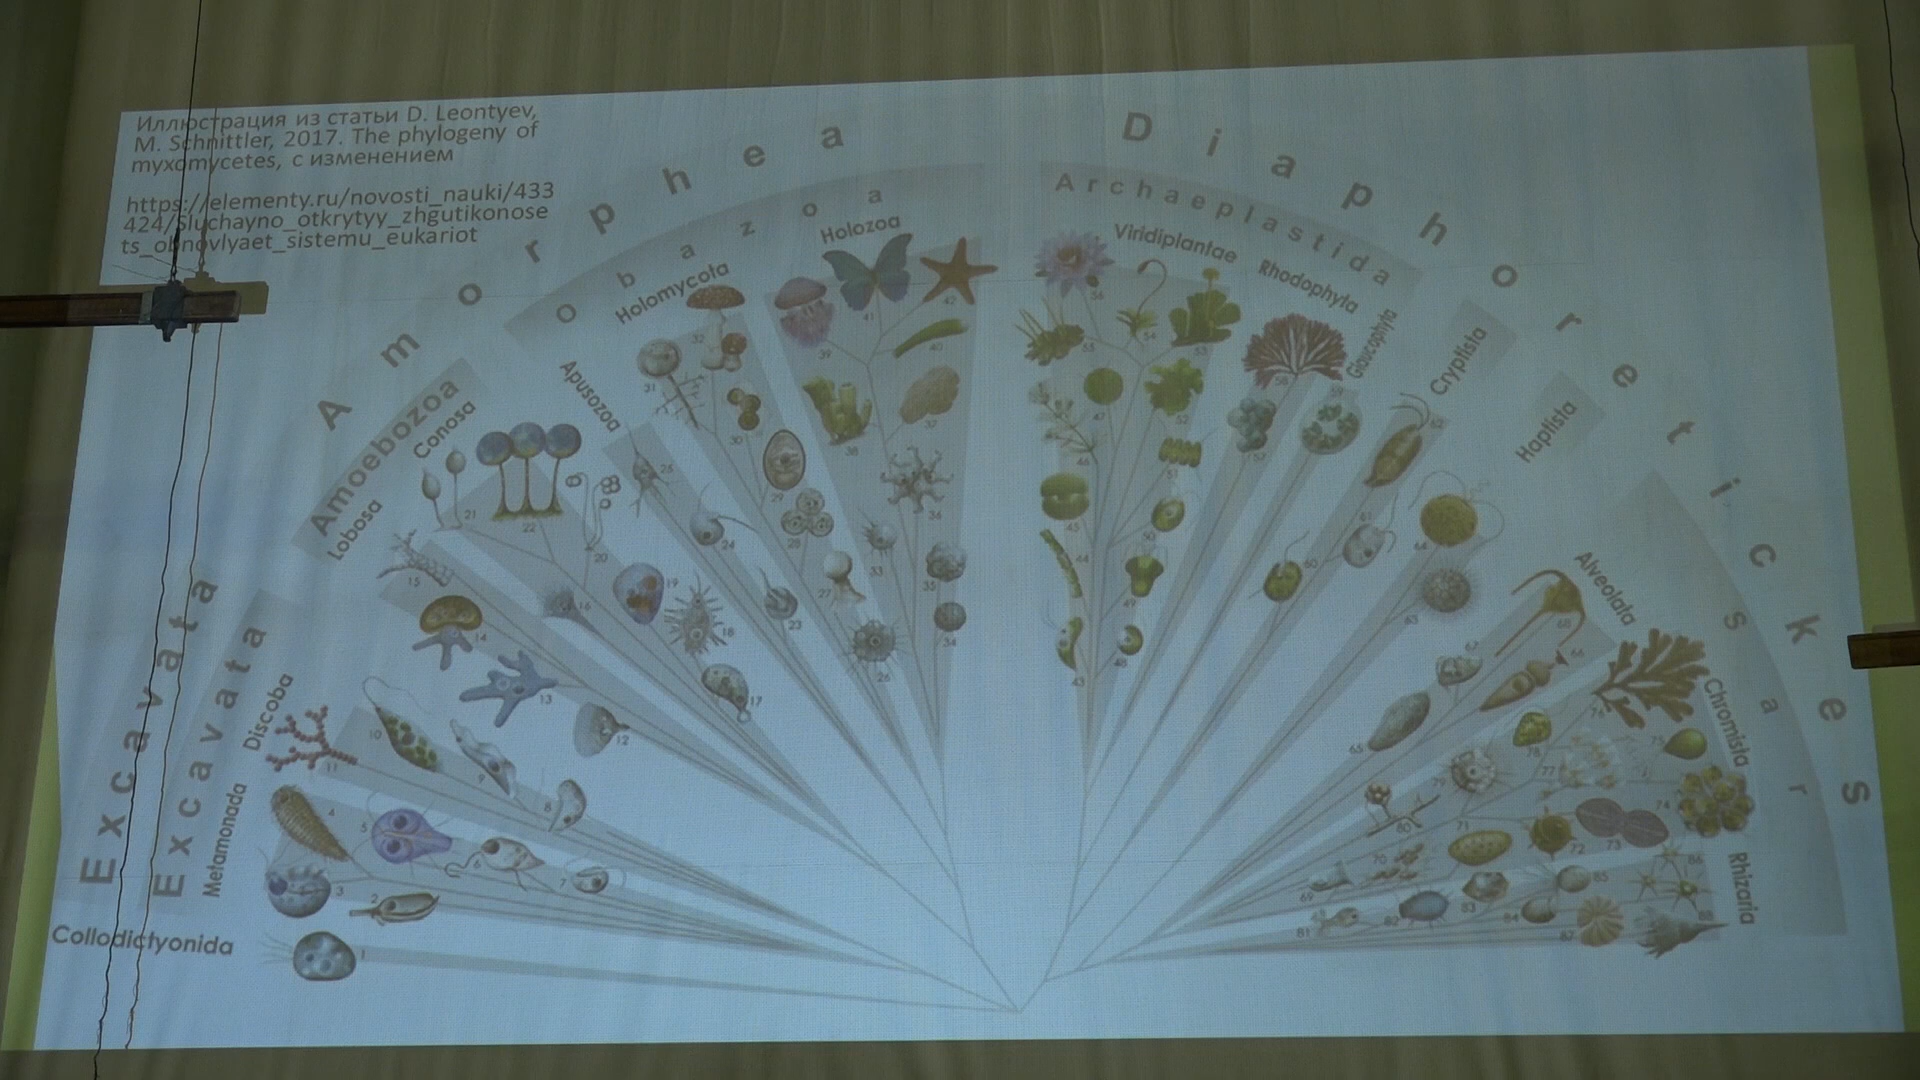 Иллюстрация из статьи D. Leontyev,
M. Schnittler, 2017. The phylogeny of
myxomycetes, с изменением
https://elementy.ru/novosti_nauki/433
424/Sluchayno_otkrytyy_zhgutikonose
ts_obnovlyaet_sistemu_eukariot
Amorphea
Diaphoretickes
Obazoa
Archaeplastida
Holozoa
Viridiplantae
Holomycota
Rhodophyta
Glaucophyta
Cryptista
Haptista
Apusozoa
Amoebozoa
Conosa
Lobosa
Alveolata
Sar
Chromista
Rhizaria
Excavata
Excavata
Discoba
Metamonada
Collodictyonida